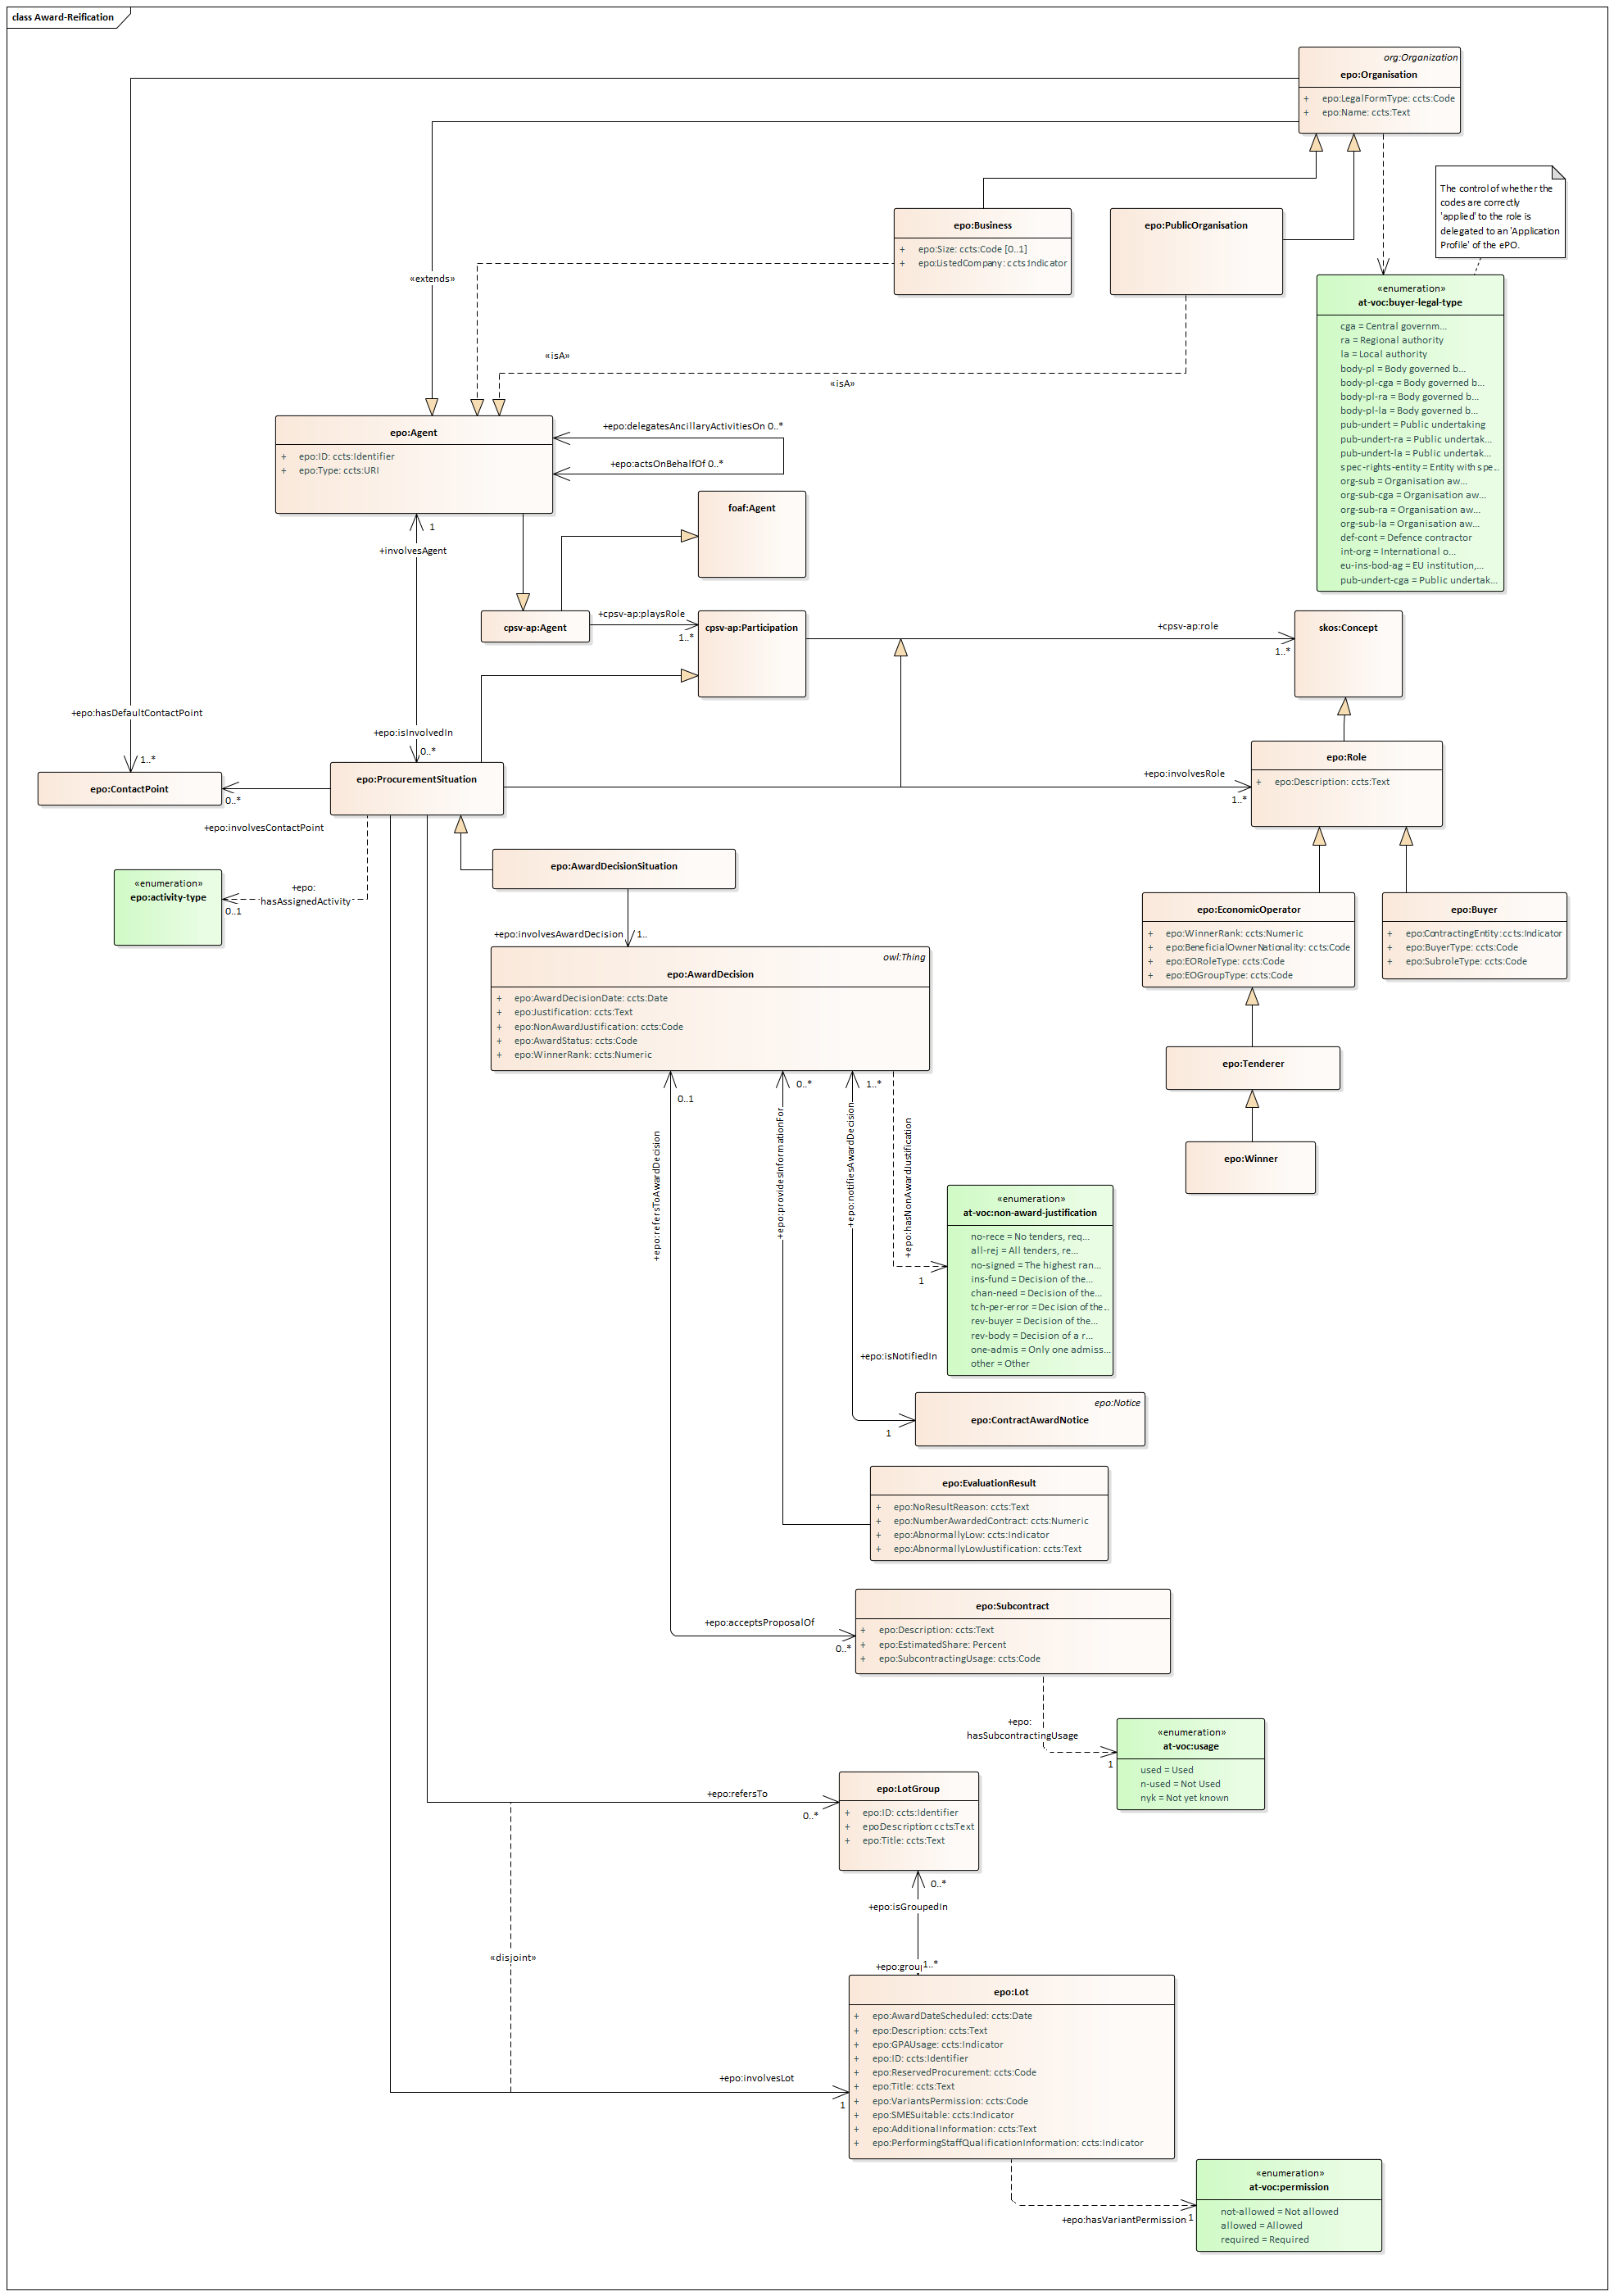 class Award-Reification
org:Organization
epo:Organisation
+ epo:LegalFormType: ccts:Code
+ epo:Name: ccts:Text
The control of whether the
codes are correctly
'applied' to the role is
delegated to an 'Application
Profile' of the ePO.
epo:Business
+ epo:Size: ccts:Code [0..1]
+ epo:ListedCompany: ccts:Indicator
epo:PublicOrganisation
«enumeration»
at-voc:buyer-legal-type
cga = Central governm...
ra = Regional authority
la = Local authority
body-pl = Body governed b...
body-pl-cga = Body governed b...
body-pl-ra = Body governed b...
body-pl-la = Body governed b...
pub-undert = Public undertaking
pub-undert-ra = Public undertak...
pub-undert-la = Public undertak...
spec-rights-entity = Entity with spe...
org-sub = Organisation aw...
org-sub-cga = Organisation aw...
org-sub-ra = Organisation aw...
org-sub-la = Organisation aw...
def-cont = Defence contractor
int-org = International o...
eu-ins-bod-ag = EU institution,...
pub-undert-cga = Public undertak...
«extends»
«isA»
«isA»
epo:Agent
+ epo:ID: ccts:Identifier
+ epo:Type: ccts:URI
+epo:delegatesAncillaryActivitiesOn 0..*
+epo:actsOnBehalfOf 0..*
foaf:Agent
1
+involvesAgent
cpsv-ap:Agent
+cpsv-ap:playsRole
1..*
cpsv-ap:Participation
+cpsv-ap:role
1..*
skos:Concept
+epo:hasDefaultContactPoint
1..*
+epo:isInvolvedIn
0..*
epo:ContactPoint
0..*
epo:ProcurementSituation
+epo:involvesRole
1..*
epo:Role
+ epo:Description: ccts:Text
+epo:involvesContactPoint
«enumeration»
epo:activity-type
+epo:
hasAssignedActivity
0..1
epo:AwardDecisionSituation
+epo:involvesAwardDecision
1..
epo:EconomicOperator
+ epo:WinnerRank: ccts:Numeric
+ epo:BeneficialOwnerNationality: ccts:Code
+ epo:EORoleType: ccts:Code
+ epo:EOGroupType: ccts:Code
epo:Buyer
+ epo:ContractingEntity: ccts:Indicator
+ epo:BuyerType: ccts:Code
+ epo:SubroleType: ccts:Code
owl:Thing
epo:AwardDecision
+ epo:AwardDecisionDate: ccts:Date
+ epo:Justification: ccts:Text
+ epo:NonAwardJustification: ccts:Code
+ epo:AwardStatus: ccts:Code
+ epo:WinnerRank: ccts:Numeric
epo:Tenderer
epo:Winner
0..1
0..*
1..*
+epo:refersToAwardDecision
+epo:providesInformationFor
+epo:notifiesAwardDecision
+epo:hasNonAwardJustification
1
«enumeration»
at-voc:non-award-justification
no-rece = No tenders, req...
all-rej = All tenders, re...
no-signed = The highest ran...
ins-fund = Decision of the...
chan-need = Decision of the...
tch-per-error = Decision of the...
rev-buyer = Decision of the...
rev-body = Decision of a r...
one-admis = Only one admiss...
other = Other
+epo:isNotifiedIn
1
epo:Notice
epo:ContractAwardNotice
epo:EvaluationResult
+ epo:NoResultReason: ccts:Text
+ epo:NumberAwardedContract: ccts:Numeric
+ epo:AbnormallyLow: ccts:Indicator
+ epo:AbnormallyLowJustification: ccts:Text
+epo:acceptsProposalOf
0..*
epo:Subcontract
+ epo:Description: ccts:Text
+ epo:EstimatedShare: Percent
+ epo:SubcontractingUsage: ccts:Code
+epo:
hasSubcontractingUsage
1
«enumeration»
at-voc:usage
used = Used
n-used = Not Used
nyk = Not yet known
+epo:refersTo
0..*
epo:LotGroup
+ epo:ID: ccts:Identifier
+ epo:Description: ccts:Text
+ epo:Title: ccts:Text
0..*
+epo:isGroupedIn
«disjoint»
+epo:group
1..*
epo:Lot
+ epo:AwardDateScheduled: ccts:Date
+ epo:Description: ccts:Text
+ epo:GPAUsage: ccts:Indicator
+ epo:ID: ccts:Identifier
+ epo:ReservedProcurement: ccts:Code
+ epo:Title: ccts:Text
+ epo:VariantsPermission: ccts:Code
+ epo:SMESuitable: ccts:Indicator
+ epo:AdditionalInformation: ccts:Text
+ epo:PerformingStaffQualificationInformation: ccts:Indicator
+epo:involvesLot
1
+epo:hasVariantPermission
1
«enumeration»
at-voc:permission
not-allowed = Not allowed
allowed = Allowed
required = Required